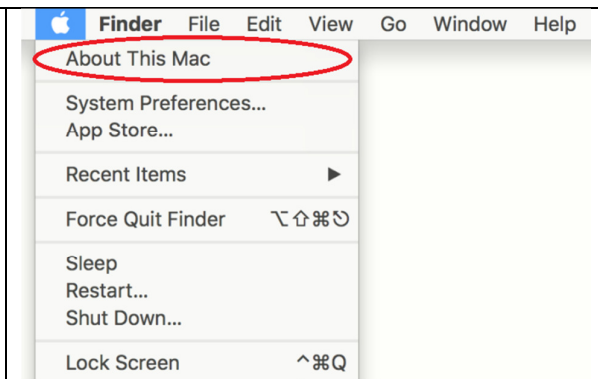 Finder File Edit View Go Window Help
About This Mac
System Preferences...
App Store...
Recent Items ▶
Force Quit Finder ⌥⇧⌘⎋
Sleep
Restart...
Shut Down...
Lock Screen ^⌘Q